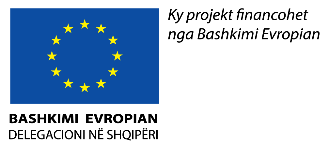 Ky projekt financohet
nga Bashkimi Evropian
BASHKIMI EVROPIAN
DELEGACIONI NË SHQIPËRI